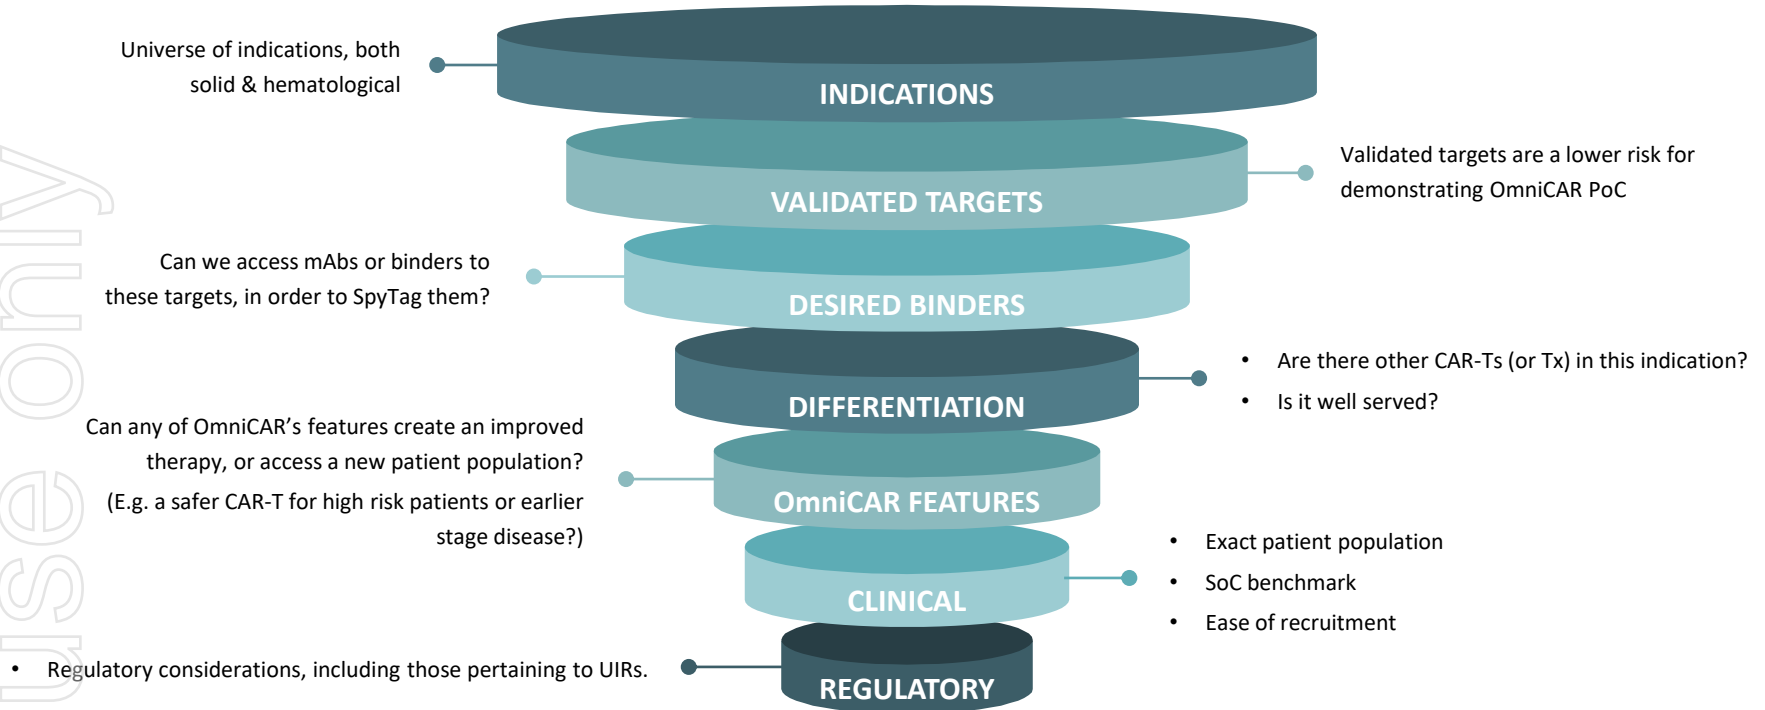 Universe of indications, both
solid & hematological
INDICATIONS
Validated targets are a lower risk for
demonstrating OmniCAR PoC
VALIDATED TARGETS
Can we access mAbs or binders to
these targets, in order to SpyTag them?
DESIRED BINDERS
• Are there other CAR-Ts (or Tx) in this indication?
• Is it well served?
DIFFERENTIATION
Can any of OmniCAR’s features create an improved
therapy, or access a new patient population?
(E.g. a safer CAR-T for high risk patients or earlier
stage disease?)
OmniCAR FEATURES
• Exact patient population
• SoC benchmark
• Ease of recruitment
CLINICAL
• Regulatory considerations, including those pertaining to UIRs.
REGULATORY
use only